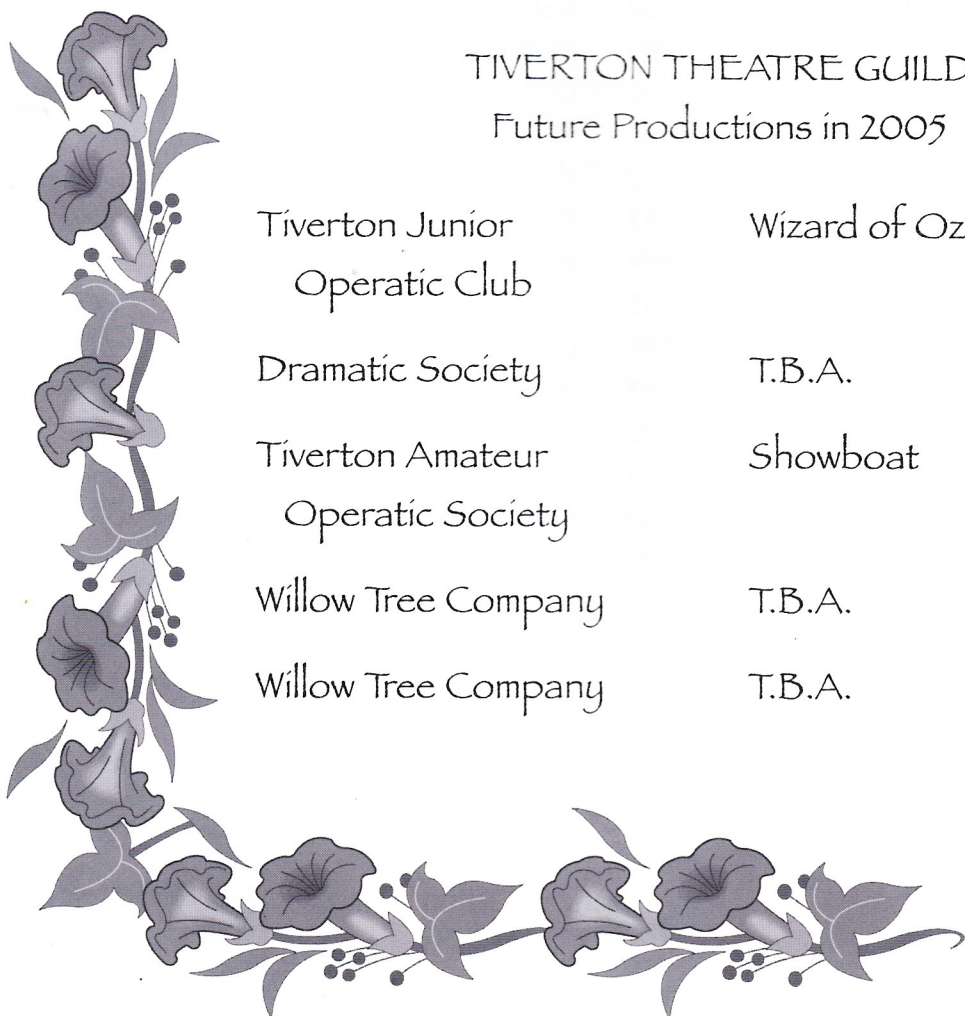 TIVERTON THEATRE GUILD
Future Productions in 2005
Tiverton Junior Operatic Club Wizard of Oz
Dramatic Society T.B.A.
Tiverton Amateur Operatic Society Showboat
Willow Tree Company T.B.A.
Willow Tree Company T.B.A.